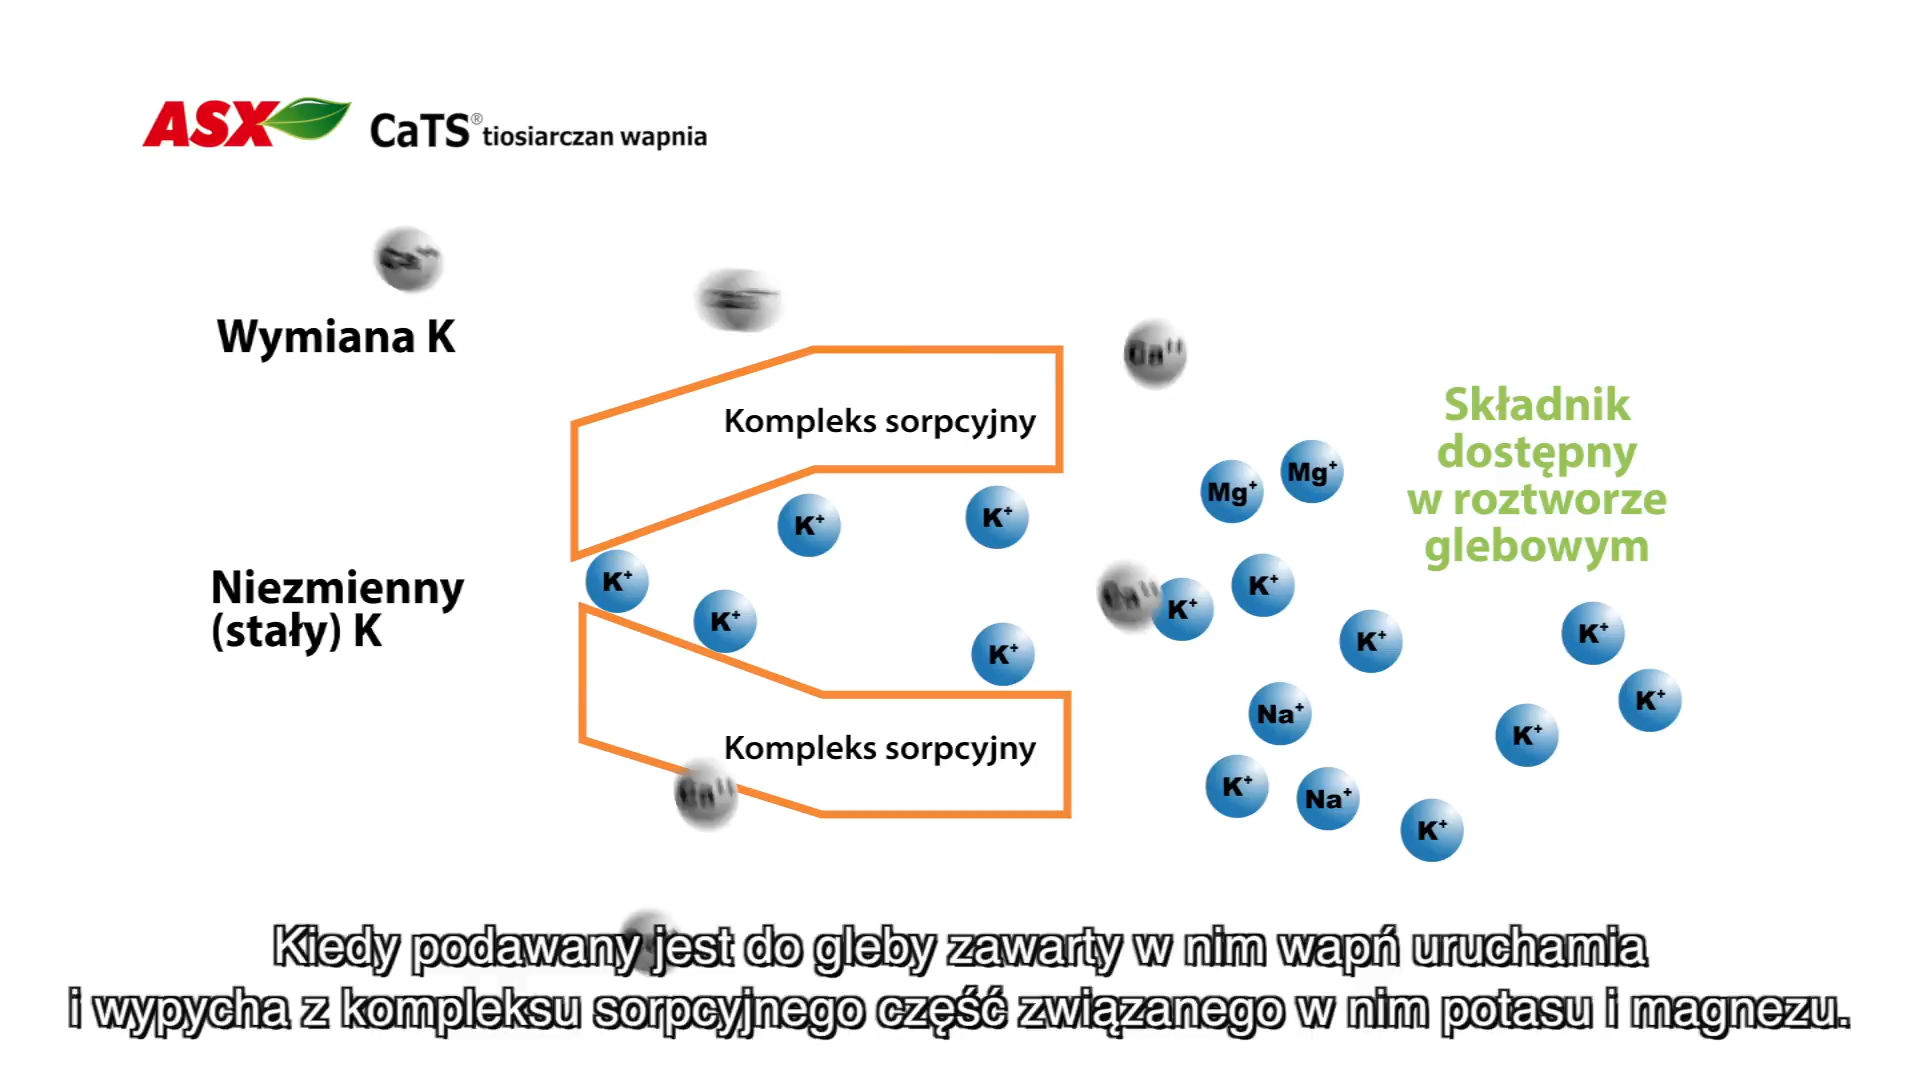 ASX CaTS® tiosiarczan wapnia
Wymiana K
Kompleks sorpcyjny
Składnik
dostępny
w roztworze
glebowym
Mg⁺
Mg⁺
K⁺
K⁺
K⁺
K⁺
K⁺
K⁺
K⁺
Niezmienny
(stały) K
K⁺
K⁺
K⁺
K⁺
Na⁺
K⁺
Kompleks sorpcyjny
K⁺
Na⁺
K⁺
Kiedy podawany jest do gleby zawarty w nim wapń uruchamia
i wypycha z kompleksu sorpcyjnego część związanego w nim potasu i magnezu.